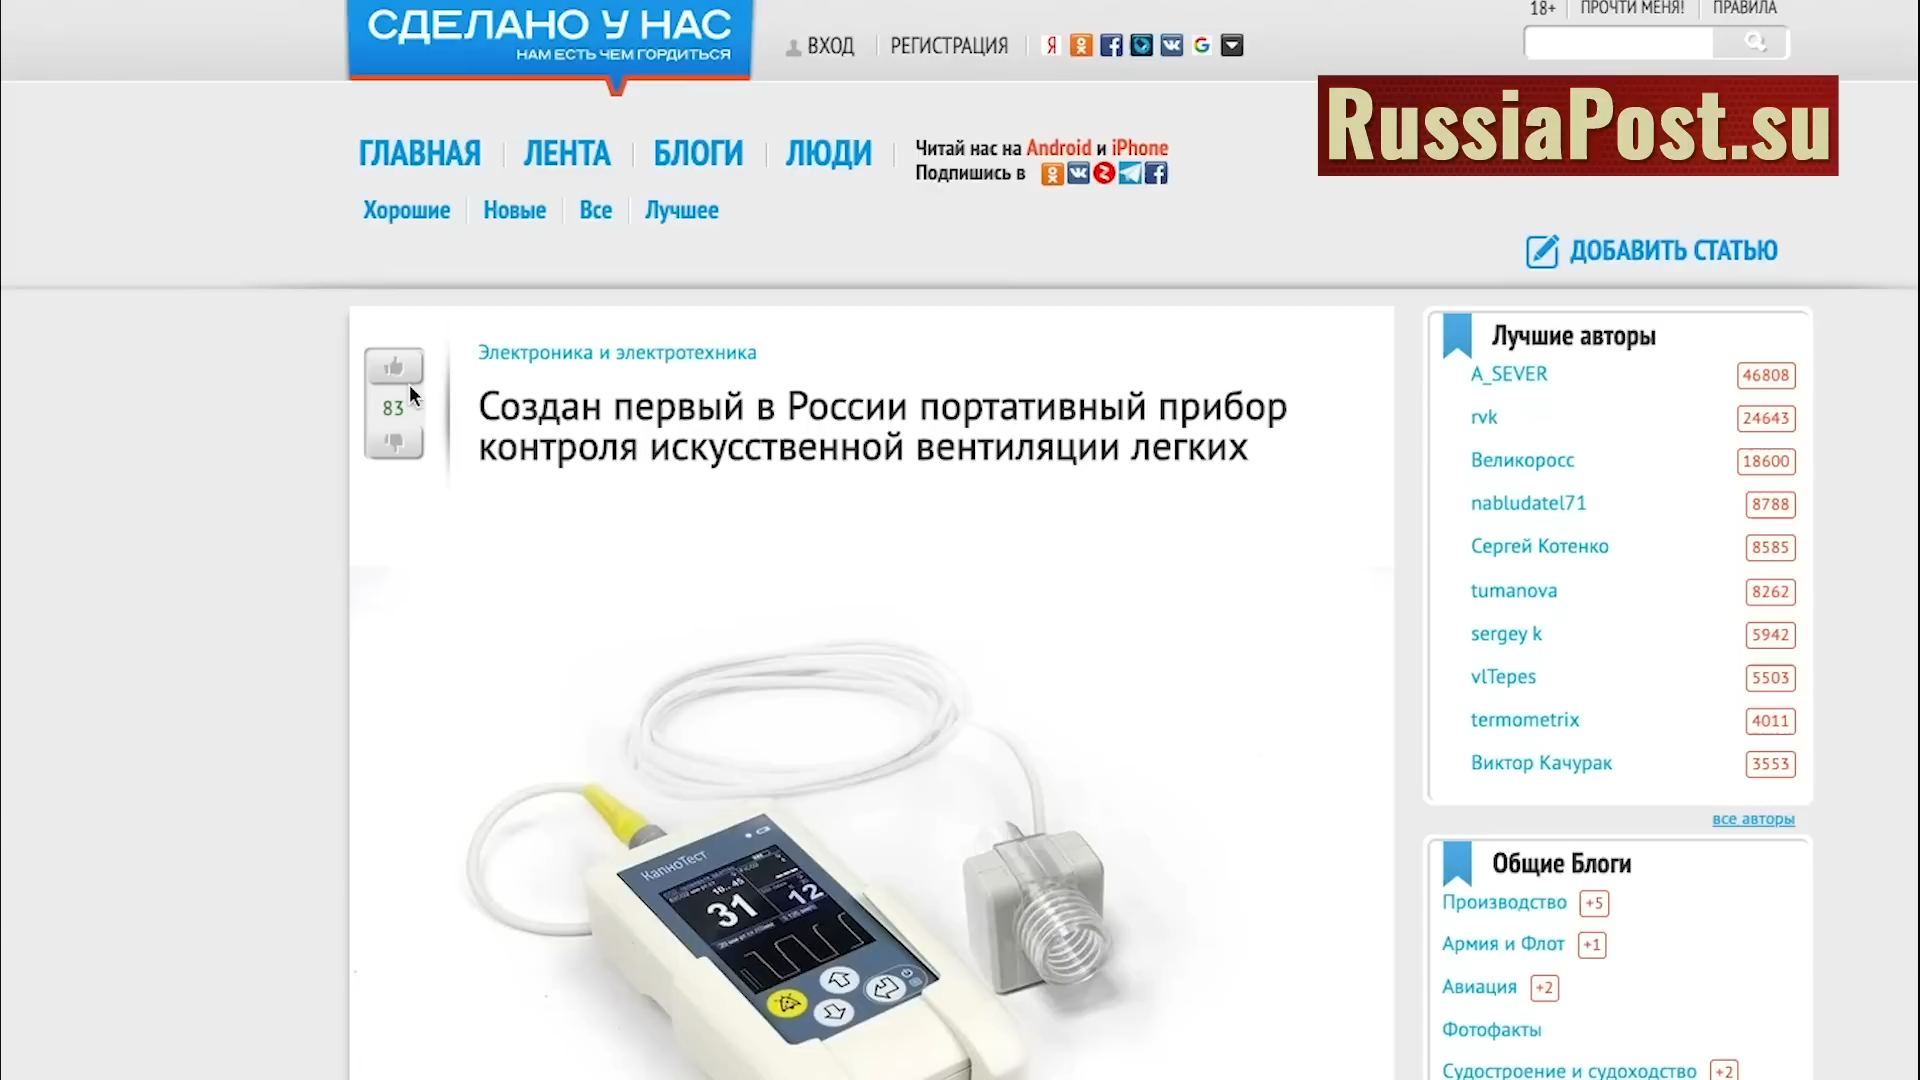 СДЕЛАНО У НАС
НАМ ЕСТЬ ЧЕМ ГОРДИТЬСЯ
ВХОД
РЕГИСТРАЦИЯ
18+
ПРОЧТИ МЕНЯ!
ПРАВИЛА
RussiaPost.su
ГЛАВНАЯ
ЛЕНТА
БЛОГИ
ЛЮДИ
Читай нас на Android и iPhone
Подпишись в
Хорошие
Новые
Все
Лучшее
ДОБАВИТЬ СТАТЬЮ
83
Электроника и электротехника
Создан первый в России портативный прибор
контроля искусственной вентиляции легких
КапноТест
31
12
Лучшие авторы
A_SEVER 46808
rvk 24643
Великоросс 18600
nabludatel71 8788
Сергей Котенко 8585
tumanova 8262
sergey k 5942
vlTepes 5503
termometrix 4011
Виктор Качурак 3553
все авторы
Общие Блоги
Производство +5
Армия и Флот +1
Авиация +2
Фотофакты
Судостроение и судоходство +2